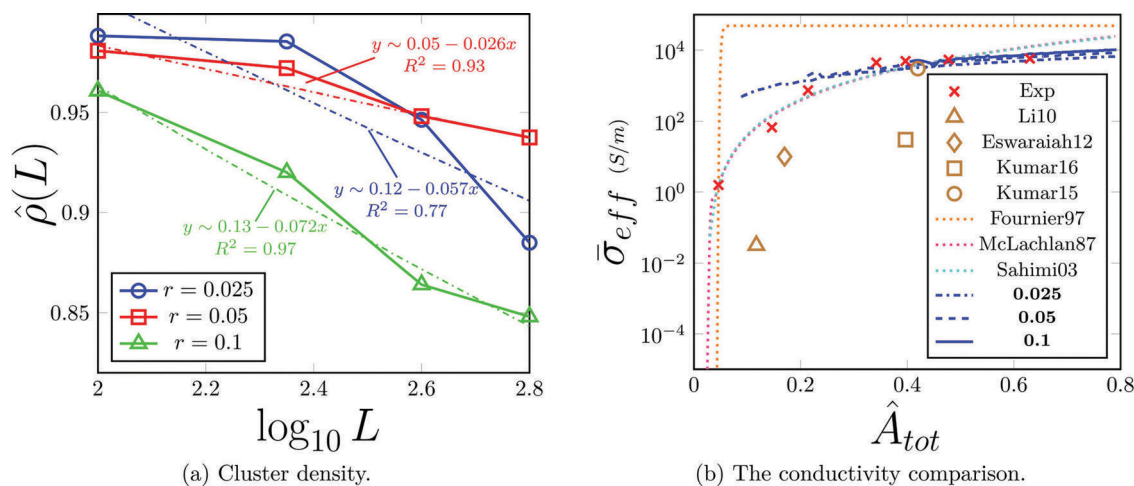 0.95
0.9
0.85
ρ̂(L)
y ∼ 0.05 − 0.026x
R² = 0.93
y ∼ 0.12 − 0.057x
R² = 0.77
y ∼ 0.13 − 0.072x
R² = 0.97
r = 0.025
r = 0.05
r = 0.1
2 2.2 2.4 2.6 2.8
log₁₀ L
(a) Cluster density.
10⁴
10²
10⁰
10⁻²
10⁻⁴
σ̄eff (S/m)
Exp
Li10
Eswaraiah12
Kumar16
Kumar15
Fournier97
McLachlan87
Sahimi03
0.025
0.05
0.1
0 0.2 0.4 0.6 0.8
Âtot
(b) The conductivity comparison.